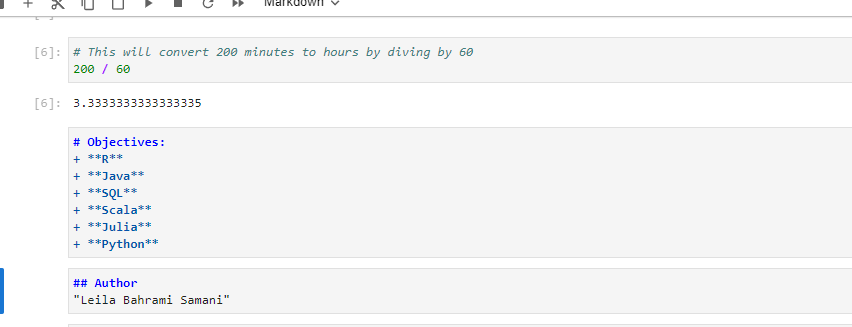 Markdown
[6]: # This will convert 200 minutes to hours by diving by 60
200 / 60
[6]: 3.3333333333333335
# Objectives:
+ **R**
+ **Java**
+ **SQL**
+ **Scala**
+ **Julia**
+ **Python**
## Author
"Leila Bahrami Samani"